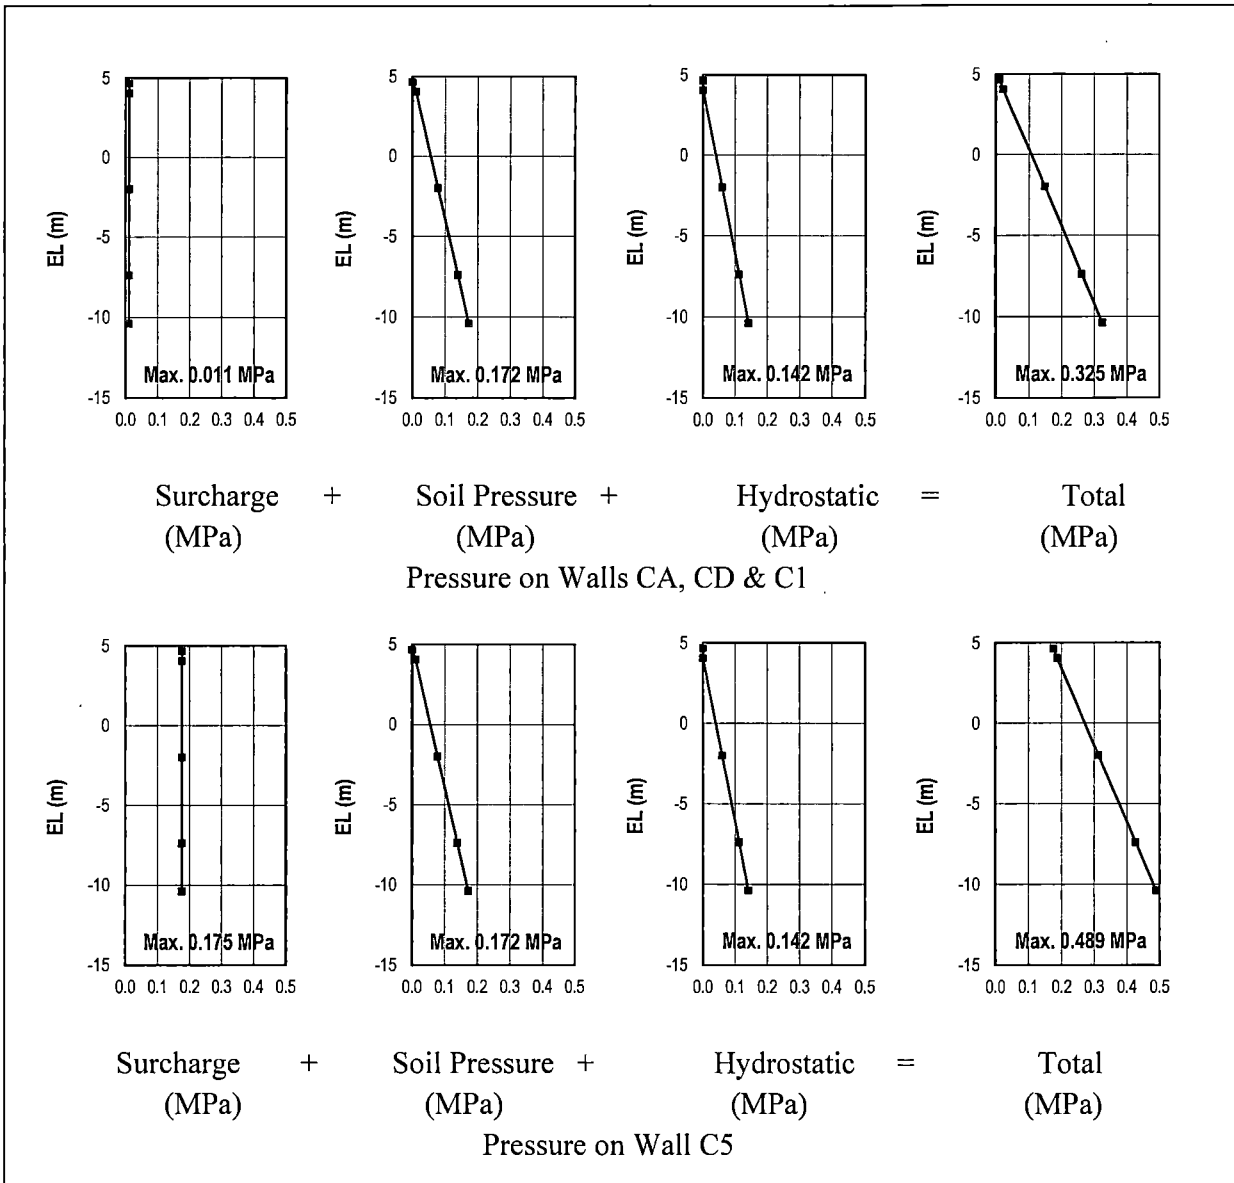 5 5 5 5
0 0 0 0
-5 -5 -5 -5
-10 -10 -10 -10
-15 -15 -15 -15
EL (m) EL (m) EL (m) EL (m)
Max. 0.011 MPa Max. 0.172 MPa Max. 0.142 MPa Max. 0.325 MPa
0.0 0.1 0.2 0.3 0.4 0.5 0.0 0.1 0.2 0.3 0.4 0.5 0.0 0.1 0.2 0.3 0.4 0.5 0.0 0.1 0.2 0.3 0.4 0.5
Surcharge + Soil Pressure + Hydrostatic = Total
(MPa) (MPa) (MPa) (MPa)
Pressure on Walls CA, CD & C1
5 5 5 5
0 0 0 0
-5 -5 -5 -5
-10 -10 -10 -10
-15 -15 -15 -15
EL (m) EL (m) EL (m) EL (m)
Max. 0.175 MPa Max. 0.172 MPa Max. 0.142 MPa Max. 0.489 MPa
0.0 0.1 0.2 0.3 0.4 0.5 0.0 0.1 0.2 0.3 0.4 0.5 0.0 0.1 0.2 0.3 0.4 0.5 0.0 0.1 0.2 0.3 0.4 0.5
Surcharge + Soil Pressure + Hydrostatic = Total
(MPa) (MPa) (MPa) (MPa)
Pressure on Wall C5